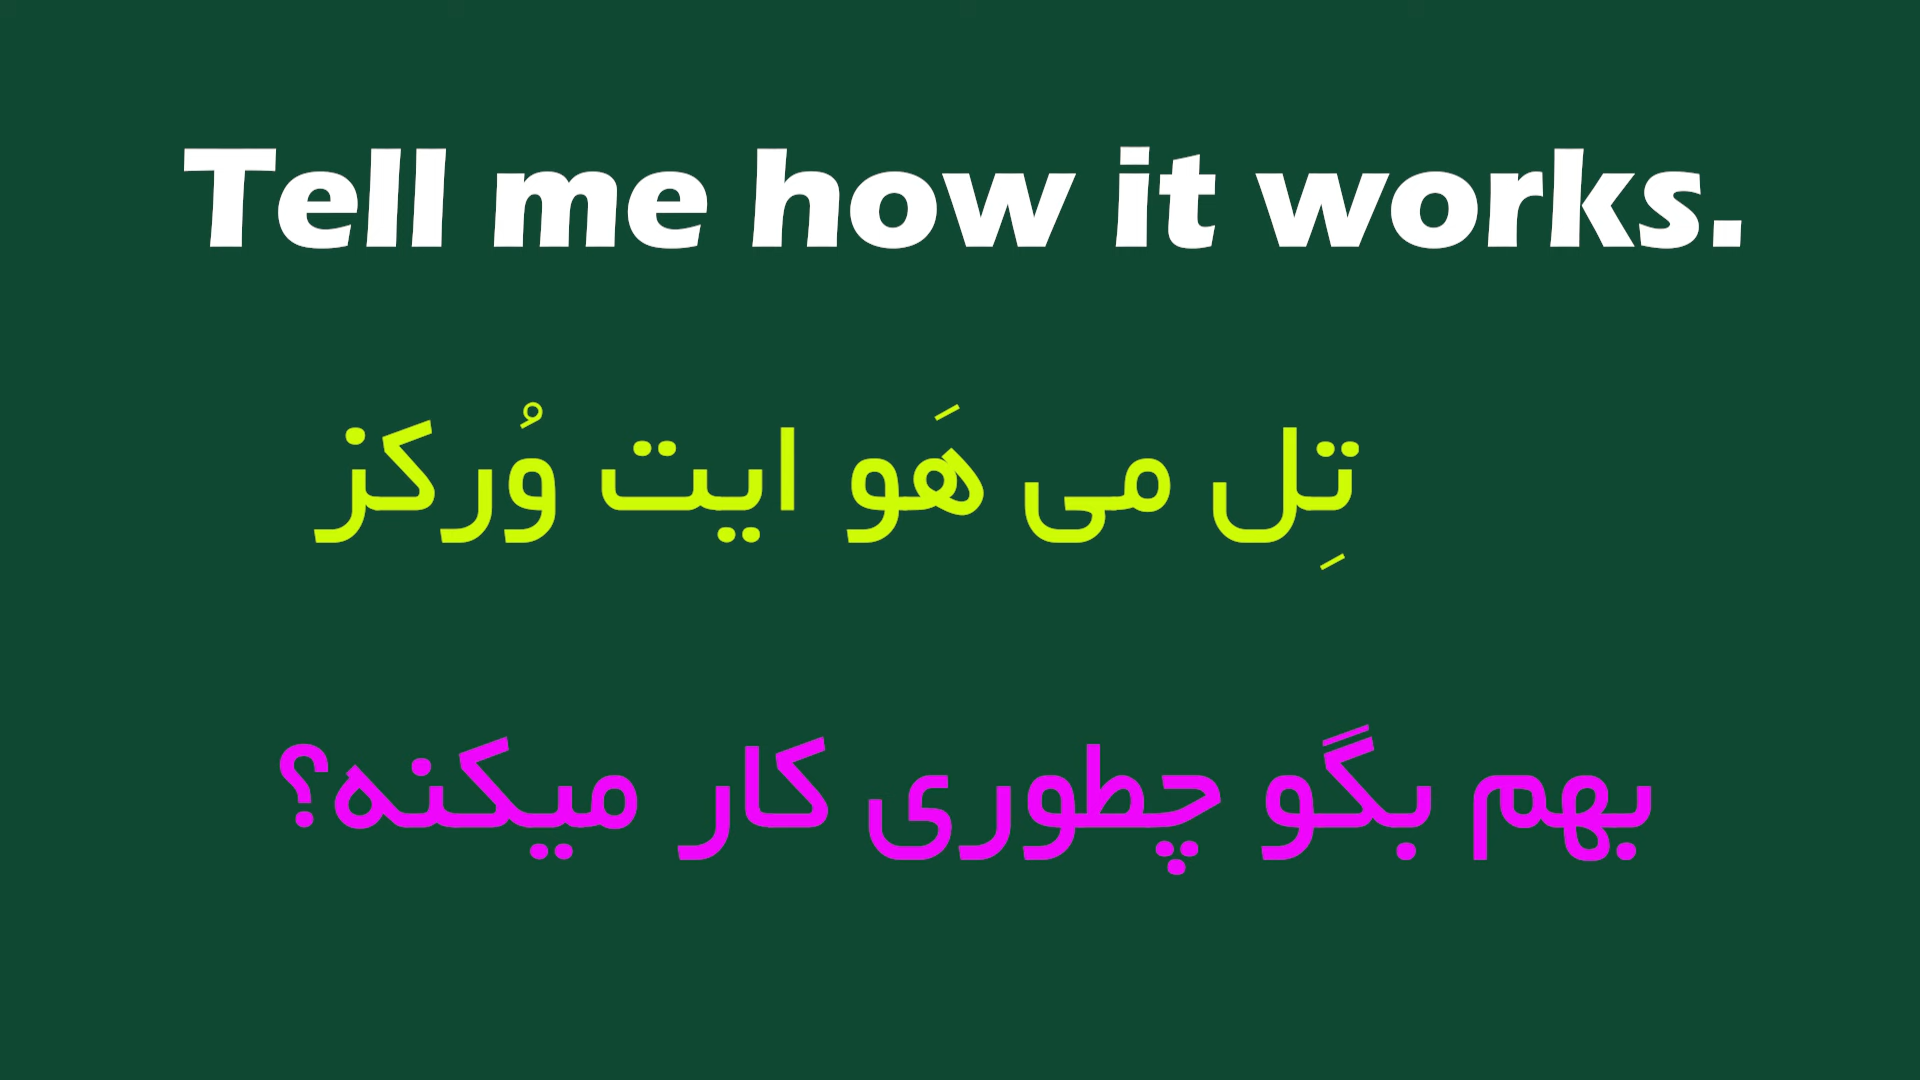 Tell me how it works.
تِل می هَو ایت وُرکز
بهم بگو چطوری کار میکنه؟